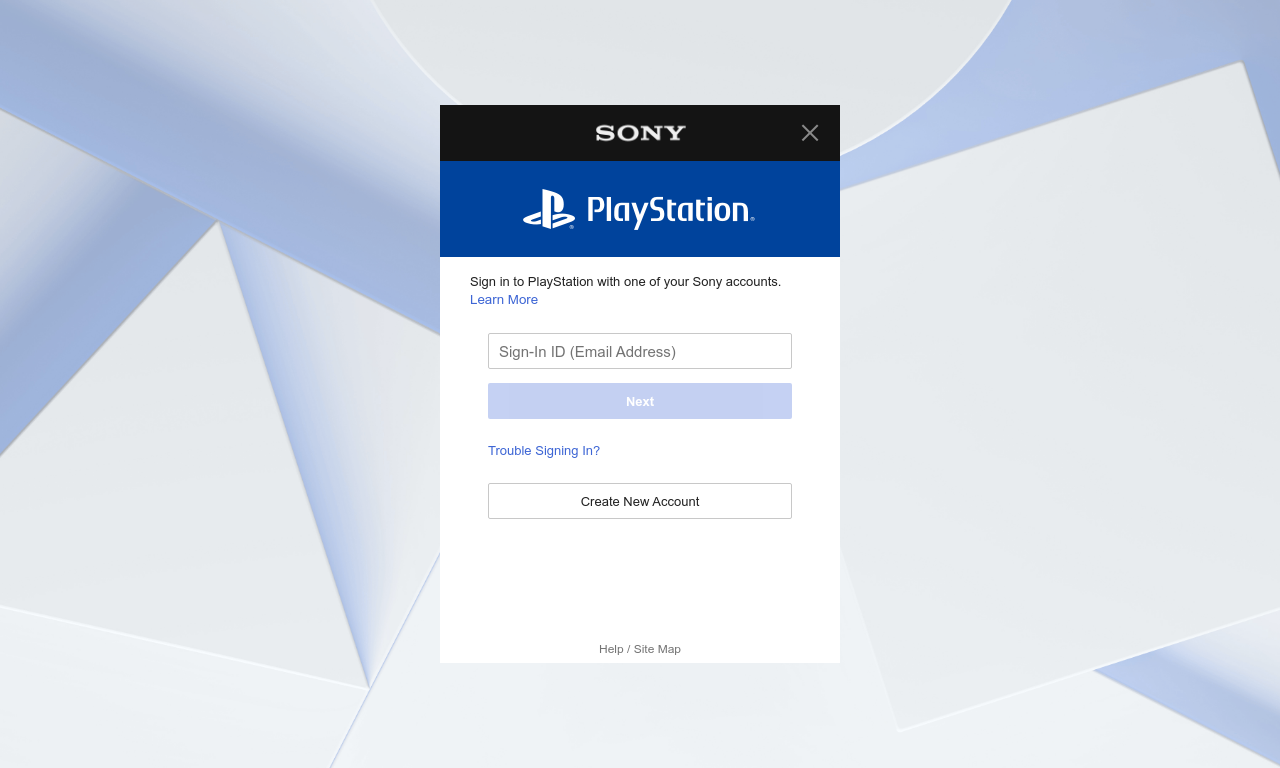 SONY
PlayStation
Sign in to PlayStation with one of your Sony accounts.
Learn More
Sign-In ID (Email Address)
Next
Trouble Signing In?
Create New Account
Help / Site Map